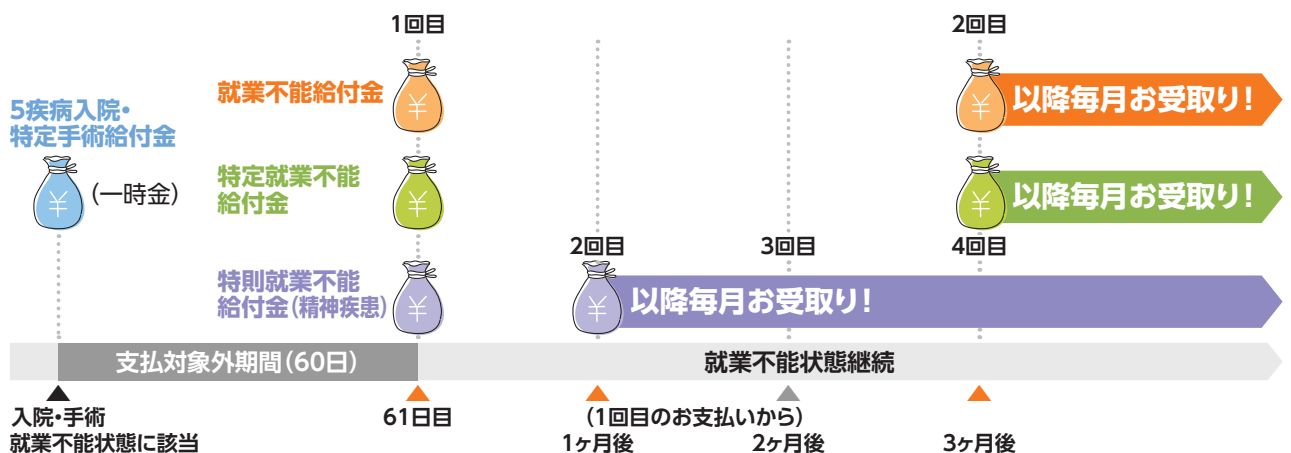 1回目
2回目
5疾病入院・
特定手術給付金
¥
(一時金)
就業不能給付金
¥
¥
以降毎月お受取り!
特定就業不能
給付金
¥
¥
以降毎月お受取り!
2回目
3回目
4回目
特則就業不能
給付金(精神疾患)
¥
¥
以降毎月お受取り!
支払対象外期間(60日)
就業不能状態継続
入院・手術
就業不能状態に該当
61日目
(1回目のお支払いから)
1ヶ月後
2ヶ月後
3ヶ月後